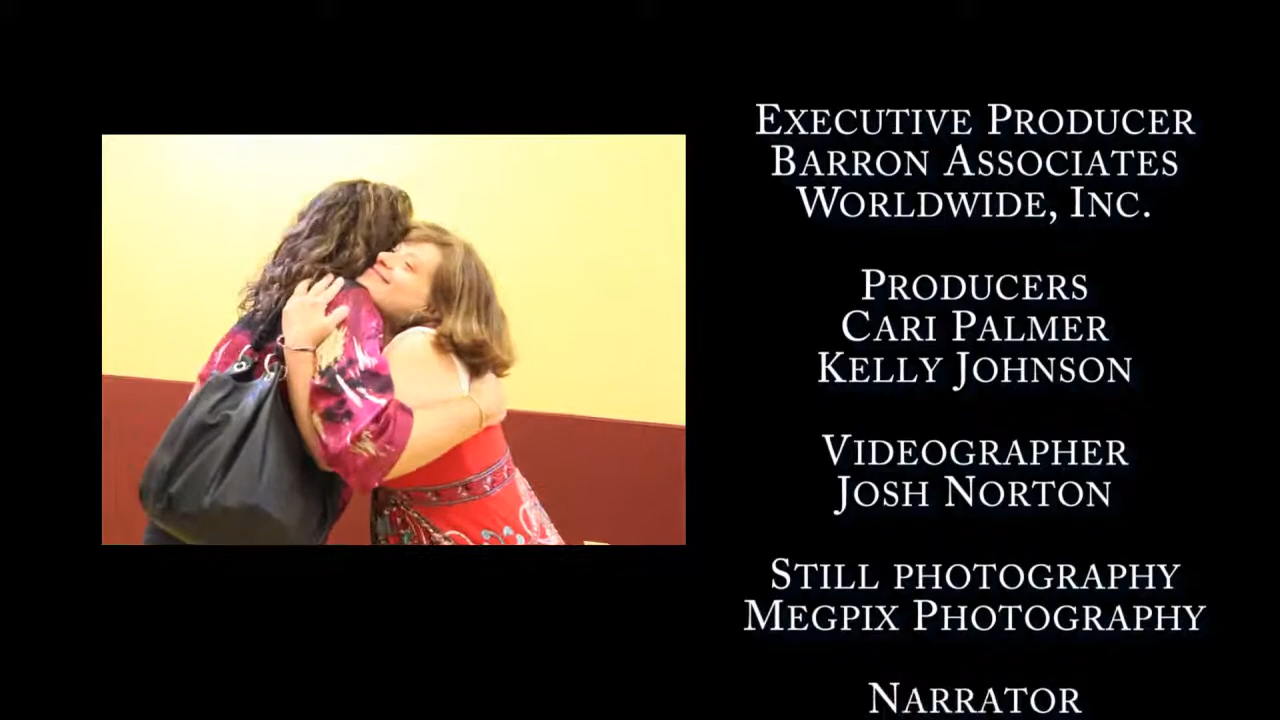 EXECUTIVE PRODUCER
BARRON ASSOCIATES
WORLDWIDE, INC.
PRODUCERS
CARI PALMER
KELLY JOHNSON
VIDEOGRAPHER
JOSH NORTON
STILL PHOTOGRAPHY
MEGPIX PHOTOGRAPHY
NARRATOR